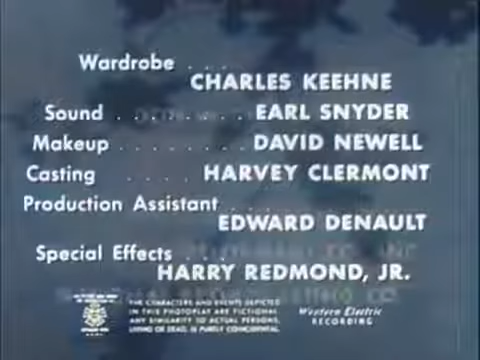 Wardrobe . . .
CHARLES KEEHNE
Sound . . . . . . . . EARL SNYDER
Makeup . . . . . . . . DAVID NEWELL
Casting . . . . HARVEY CLERMONT
Production Assistant . . .
EDWARD DENAULT
Special Effects . . .
HARRY REDMOND, JR.
THE CHARACTERS AND EVENTS DEPICTED
IN THIS PHOTOPLAY ARE FICTIONAL
ANY SIMILARITY TO ACTUAL PERSONS,
LIVING OR DEAD, IS PURELY COINCIDENTAL.
Western Electric
RECORDING